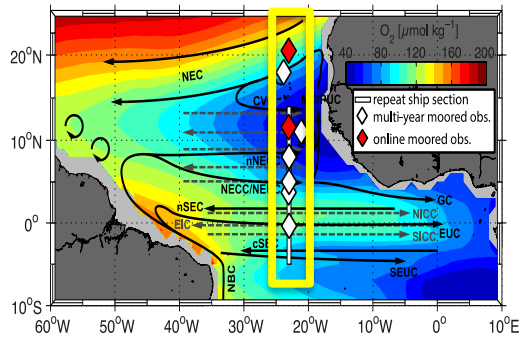 O₂ [µmol kg⁻¹]
40 80 120 160 200
20°N
NEC
CV
UC
repeat ship section
multi-year moored obs.
online moored obs.
10°N
nNEC
NECC/NE
GC
nSEC
NICC
0°
EIC
EUC
SICC
cSE
SEUC
NBC
10°S
60°W 50°W 40°W 30°W 20°W 10°W 0° 10°E